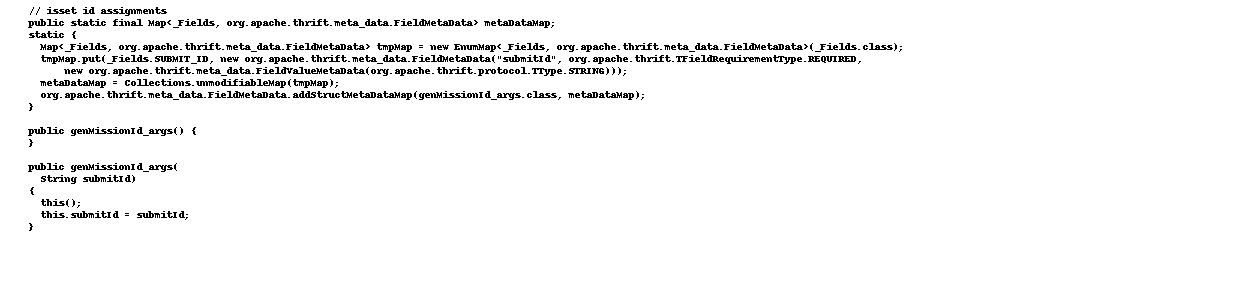 // isset id assignments
public static final Map<_Fields, org.apache.thrift.meta_data.FieldMetaData> metaDataMap;
static {
  Map<_Fields, org.apache.thrift.meta_data.FieldMetaData> tmpMap = new EnumMap<_Fields, org.apache.thrift.meta_data.FieldMetaData>(_Fields.class);
  tmpMap.put(_Fields.SUBMIT_ID, new org.apache.thrift.meta_data.FieldMetaData("submitId", org.apache.thrift.TFieldRequirementType.REQUIRED,
      new org.apache.thrift.meta_data.FieldValueMetaData(org.apache.thrift.protocol.TType.STRING)));
  metaDataMap = Collections.unmodifiableMap(tmpMap);
  org.apache.thrift.meta_data.FieldMetaData.addStructMetaDataMap(genMissionId_args.class, metaDataMap);
}

public genMissionId_args() {
}

public genMissionId_args(
  String submitId)
{
  this();
  this.submitId = submitId;
}